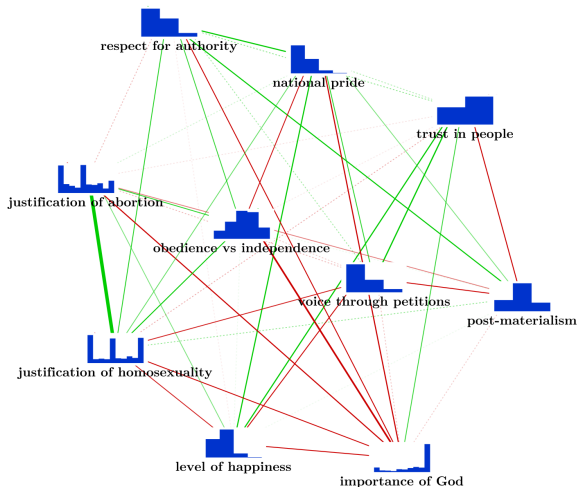 respect for authority
national pride
trust in people
justification of abortion
obedience vs independence
voice through petitions
post-materialism
justification of homosexuality
level of happiness
importance of God